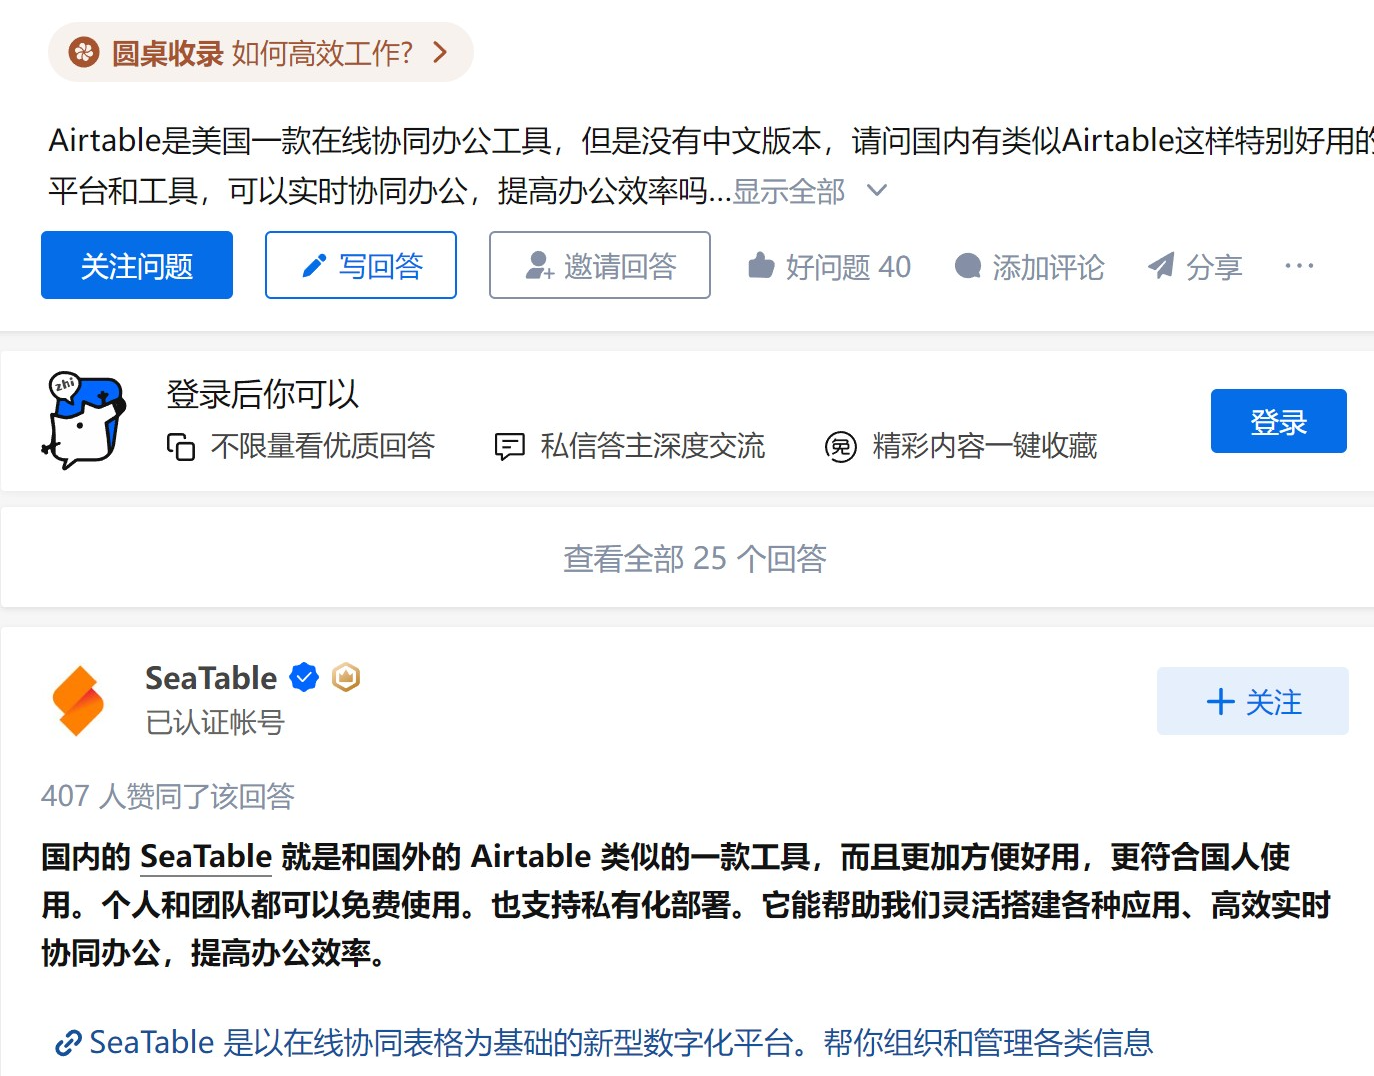 圆桌收录 如何高效工作?
Airtable是美国一款在线协同办公工具，但是没有中文版本，请问国内有类似Airtable这样特别好用的
平台和工具，可以实时协同办公，提高办公效率吗...显示全部
关注问题 写回答 邀请回答 好问题 40 添加评论 分享 ···
zhi
登录后你可以
不限量看优质回答 私信答主深度交流 免 精彩内容一键收藏
登录
查看全部 25 个回答
SeaTable
已认证帐号
+ 关注
407 人赞同了该回答
国内的 SeaTable 就是和国外的 Airtable 类似的一款工具，而且更加方便好用，更符合国人使
用。个人和团队都可以免费使用。也支持私有化部署。它能帮助我们灵活搭建各种应用、高效实时
协同办公，提高办公效率。
SeaTable 是以在线协同表格为基础的新型数字化平台。帮你组织和管理各类信息